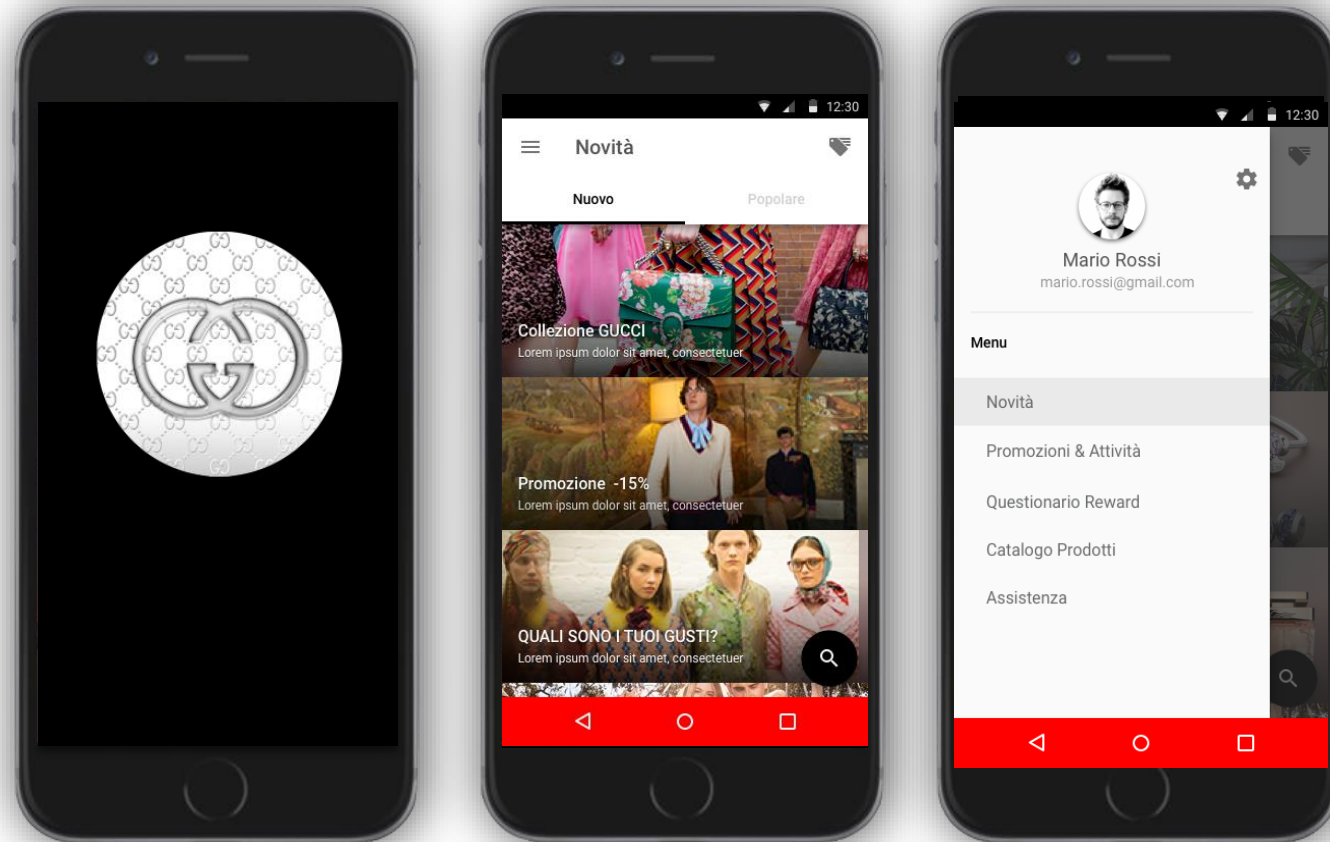 12:30
Novità
Nuovo
Popolare
Collezione GUCCI
Lorem ipsum dolor sit amet, consectetuer
Promozione -15%
Lorem ipsum dolor sit amet, consectetuer
QUALI SONO I TUOI GUSTI?
Lorem ipsum dolor sit amet, consectetuer
12:30
Mario Rossi
mario.rossi@gmail.com
Menu
Novità
Promozioni & Attività
Questionario Reward
Catalogo Prodotti
Assistenza